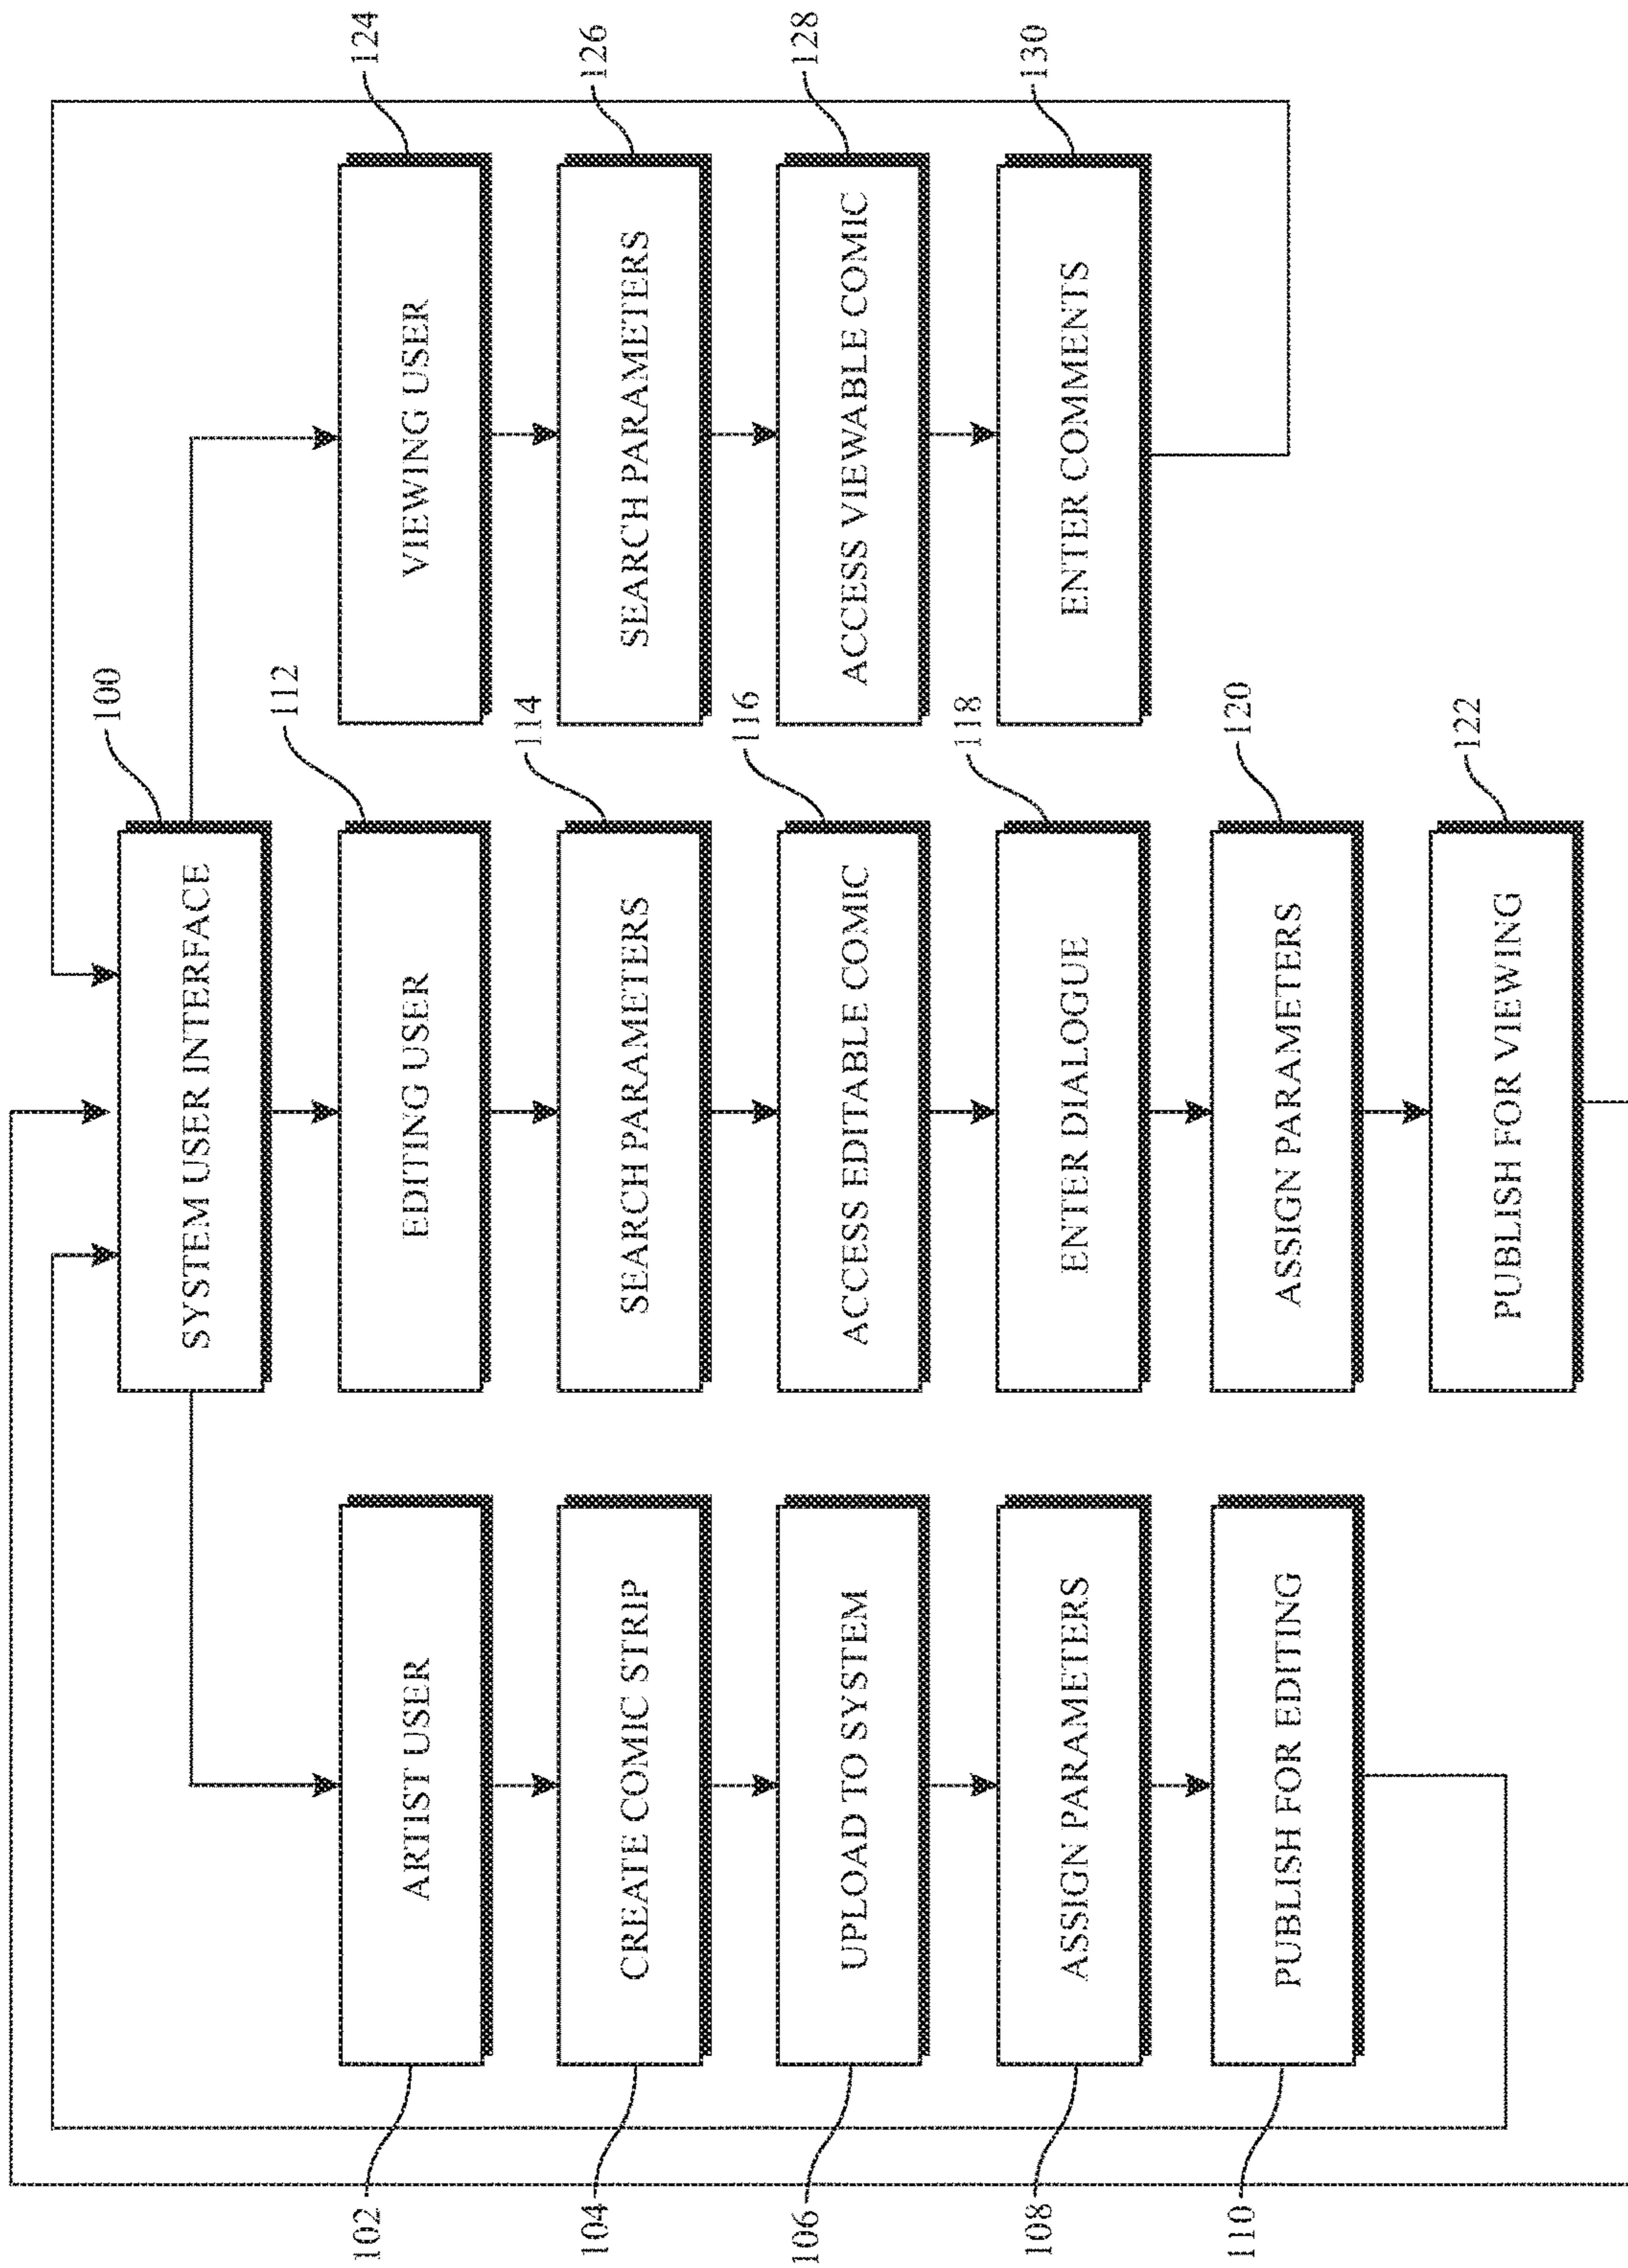 100
SYSTEM USER INTERFACE
102
ARTIST USER
104
CREATE COMIC STRIP
106
UPLOAD TO SYSTEM
108
ASSIGN PARAMETERS
110
PUBLISH FOR EDITING
112
EDITING USER
114
SEARCH PARAMETERS
116
ACCESS EDITABLE COMIC
118
ENTER DIALOGUE
120
ASSIGN PARAMETERS
122
PUBLISH FOR VIEWING
124
VIEWING USER
126
SEARCH PARAMETERS
128
ACCESS VIEWABLE COMIC
130
ENTER COMMENTS